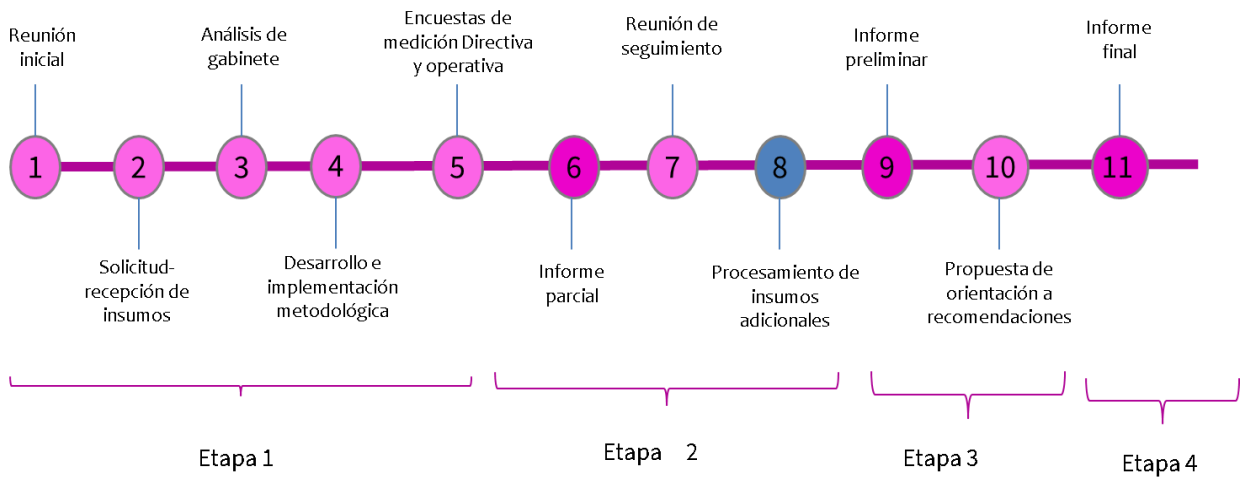 Reunión
inicial
Análisis de
gabinete
Encuestas de
medición Directiva
y operativa
Reunión de
seguimiento
Informe
preliminar
Informe
final
1
2
3
4
5
6
7
8
9
10
11
Solicitud-
recepción de
insumos
Desarrollo e
implementación
metodológica
Informe
parcial
Procesamiento de
insumos
adicionales
Propuesta de
orientación a
recomendaciones
Etapa 1
Etapa 2
Etapa 3
Etapa 4